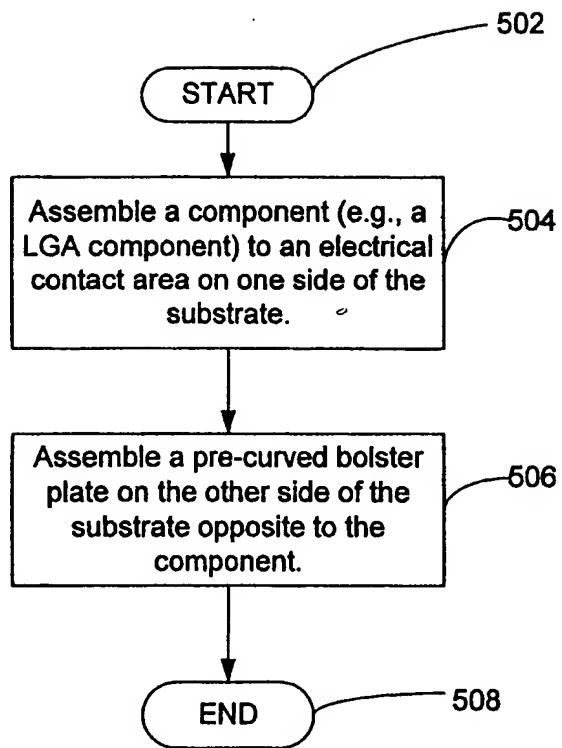 502
START
Assemble a component (e.g., a
LGA component) to an electrical
contact area on one side of the
substrate.
504
Assemble a pre-curved bolster
plate on the other side of the
substrate opposite to the
component.
506
END
508